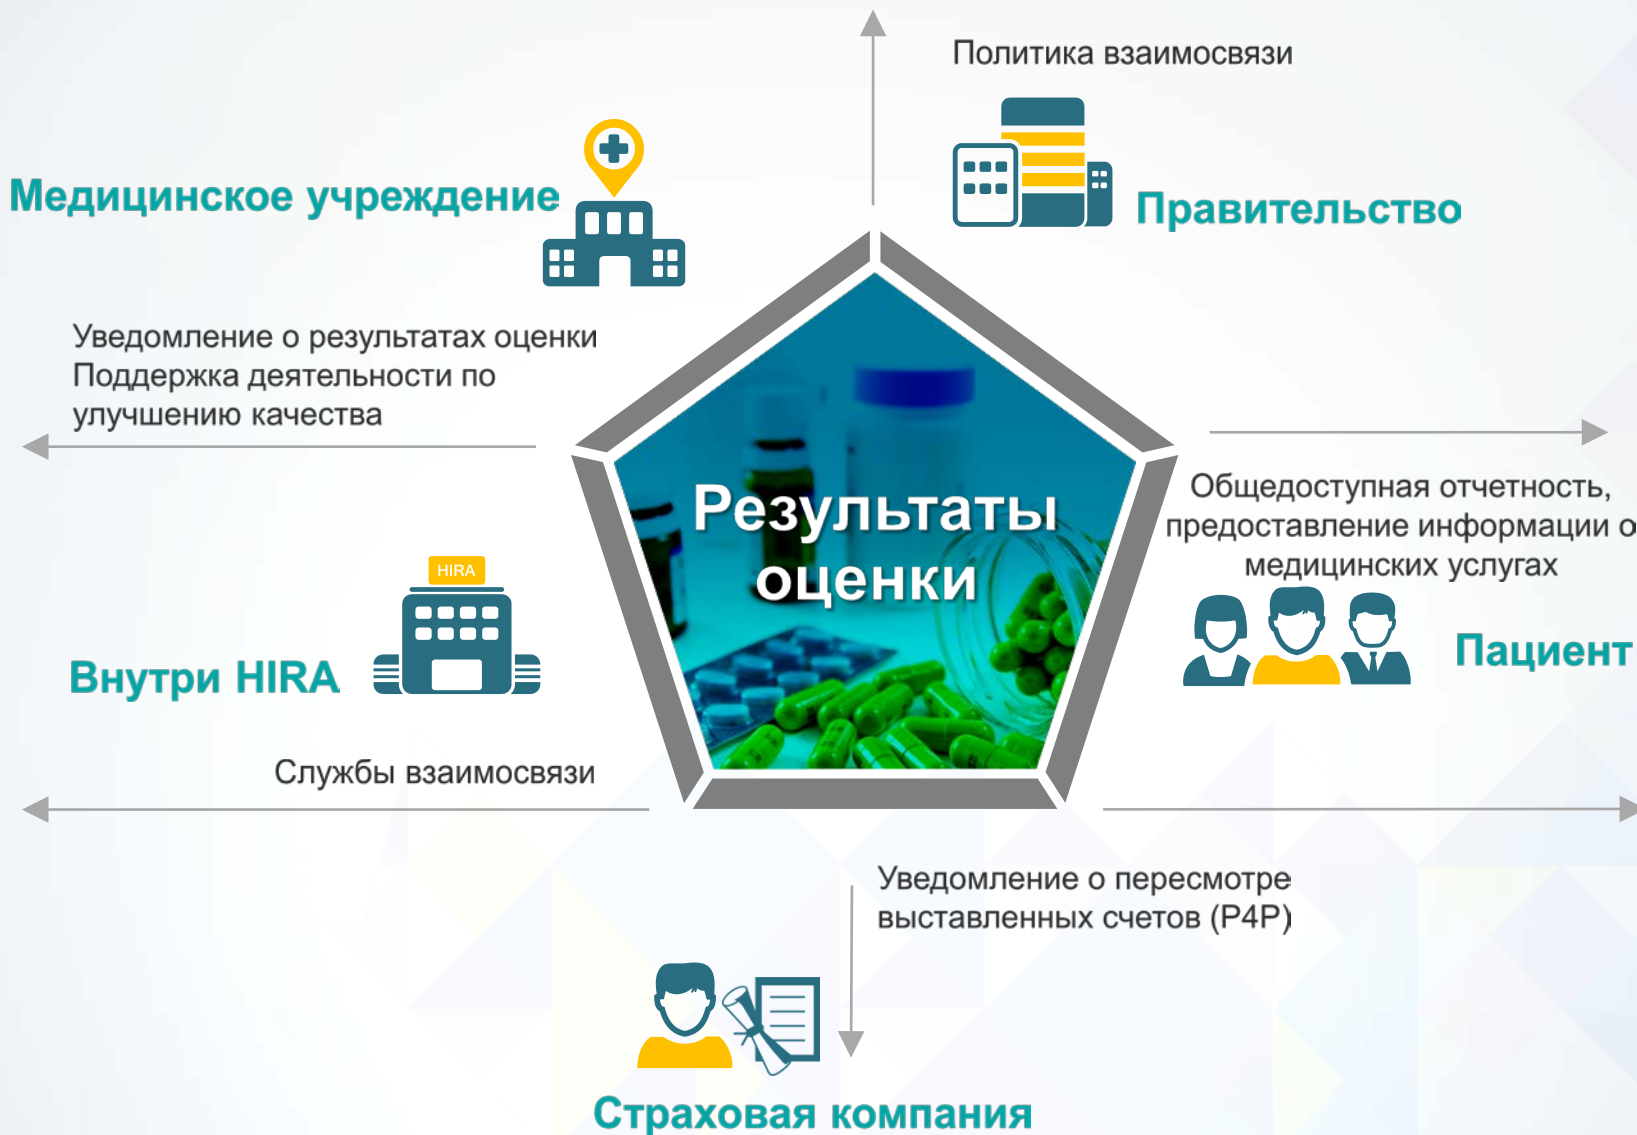 Политика взаимосвязи
Правительство
Медицинское учреждение
Уведомление о результатах оценки
Поддержка деятельности по
улучшению качества
Результаты
оценки
Общедоступная отчетность,
предоставление информации о
медицинских услугах
Пациент
HIRA
Внутри HIRA
Службы взаимосвязи
Уведомление о пересмотре
выставленных счетов (P4P)
Страховая компания